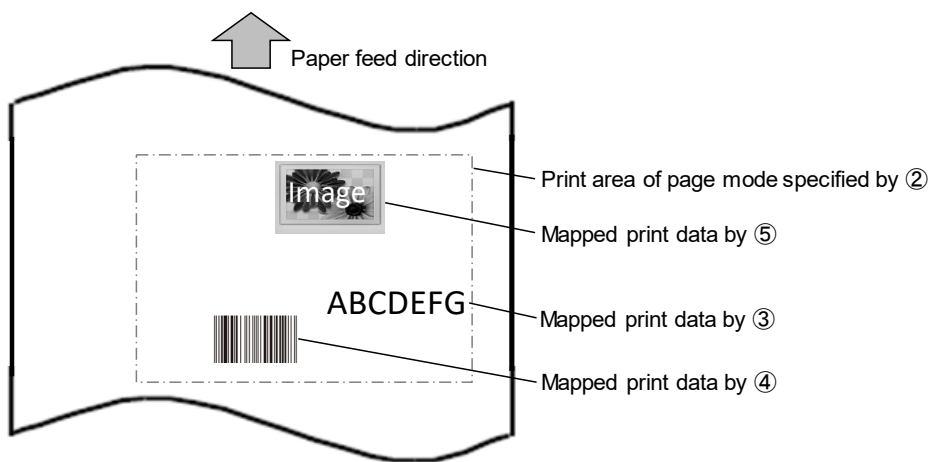 Paper feed direction
Print area of page mode specified by ②
Image
Mapped print data by ⑤
ABCDEFG
Mapped print data by ③
Mapped print data by ④